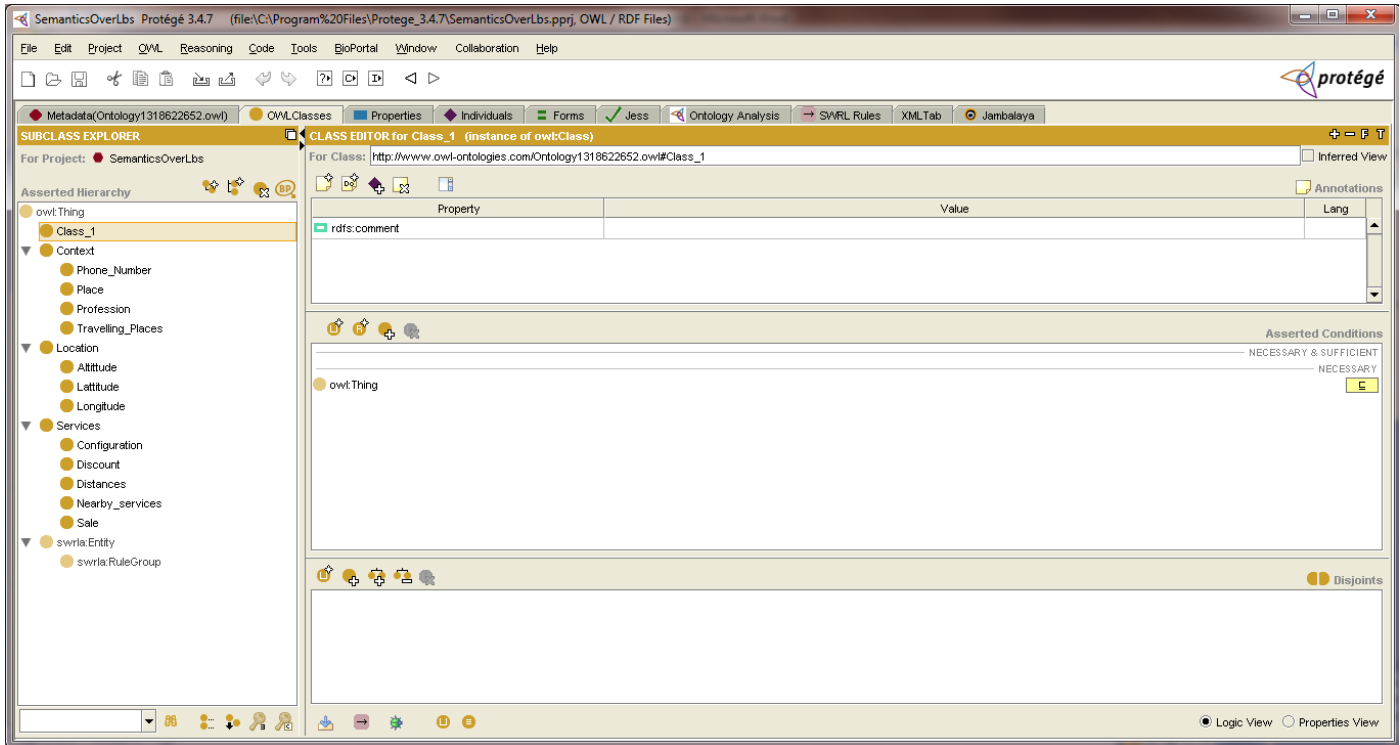 SemanticsOverLbs Protégé 3.4.7 (file:\C:\Program%20Files\Protege_3.4.7\SemanticsOverLbs.pprj, OWL / RDF Files)
File Edit Project OWL Reasoning Code Tools BioPortal Window Collaboration Help
protégé
Metadata(Ontology1318622652.owl) OWLClasses Properties Individuals Forms Jess Ontology Analysis SWRL Rules XMLTab Jambalaya
SUBCLASS EXPLORER
For Project: SemanticsOverLbs
Asserted Hierarchy
BP
owl:Thing
Class_1
Context
Phone_Number
Place
Profession
Travelling_Places
Location
Altittude
Lattitude
Longitude
Services
Configuration
Discount
Distances
Nearby_services
Sale
swrla:Entity
swrla:RuleGroup
CLASS EDITOR for Class_1 (instance of owl:Class)
F T
For Class: http://www.owl-ontologies.com/Ontology1318622652.owl#Class_1
Inferred View
Annotations
Property Value Lang
rdfs:comment
Asserted Conditions
NECESSARY & SUFFICIENT
NECESSARY
owl:Thing
Disjoints
Logic View Properties View